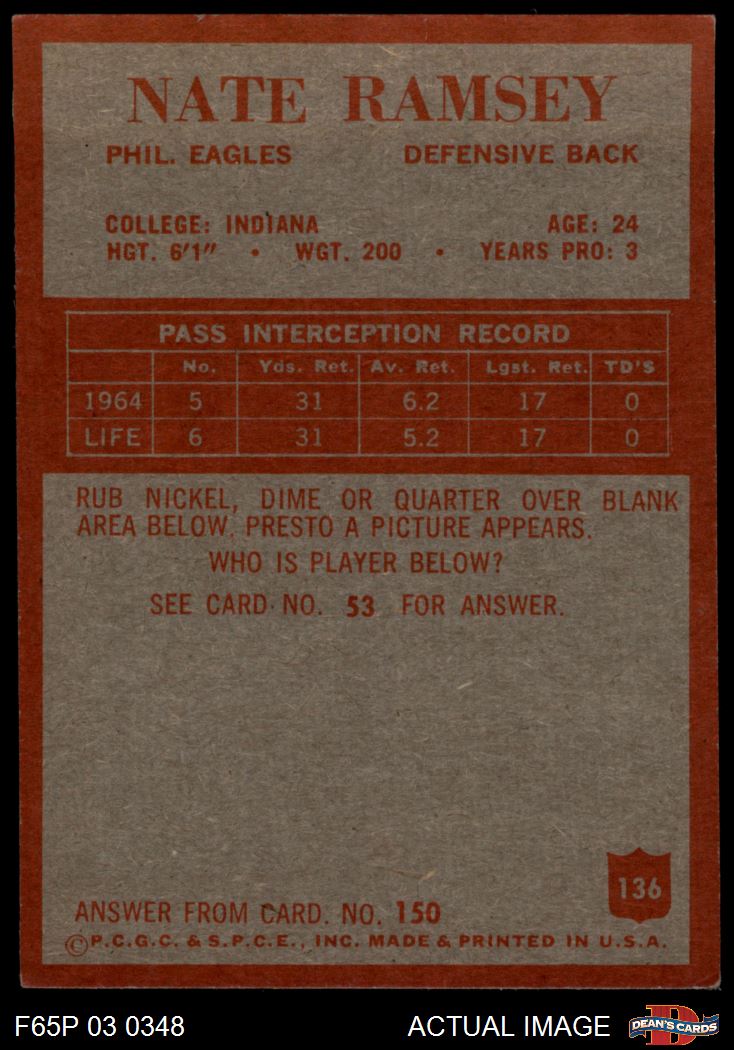 NATE RAMSEY
PHIL. EAGLES DEFENSIVE BACK
COLLEGE: INDIANA AGE: 24
HGT. 6'1" • WGT. 200 • YEARS PRO: 3
PASS INTERCEPTION RECORD
No. Yds. Ret. Av. Ret. Lgst. Ret. TD'S
1964 5 31 6.2 17 0
LIFE 6 31 5.2 17 0
RUB NICKEL, DIME OR QUARTER OVER BLANK
AREA BELOW. PRESTO A PICTURE APPEARS.
WHO IS PLAYER BELOW?
SEE CARD NO. 53 FOR ANSWER.
136
ANSWER FROM CARD. NO. 150
©P.C.G.C. & S.P.C.E., INC. MADE & PRINTED IN U.S.A.
F65P 03 0348 ACTUAL IMAGE D DEAN'S CARDS